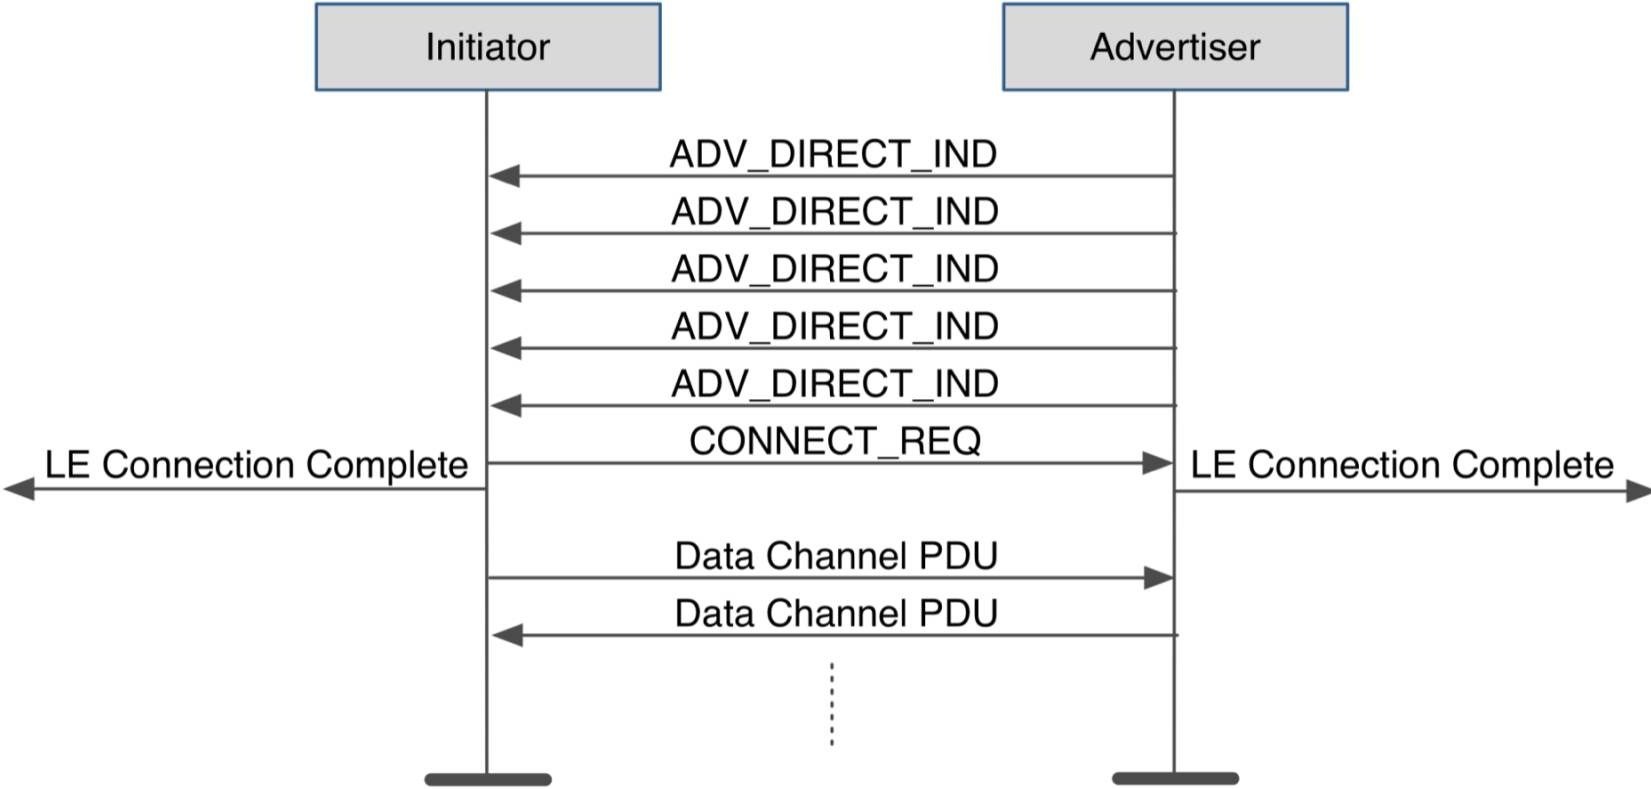 Initiator
Advertiser
ADV_DIRECT_IND
ADV_DIRECT_IND
ADV_DIRECT_IND
ADV_DIRECT_IND
ADV_DIRECT_IND
CONNECT_REQ
LE Connection Complete
LE Connection Complete
Data Channel PDU
Data Channel PDU